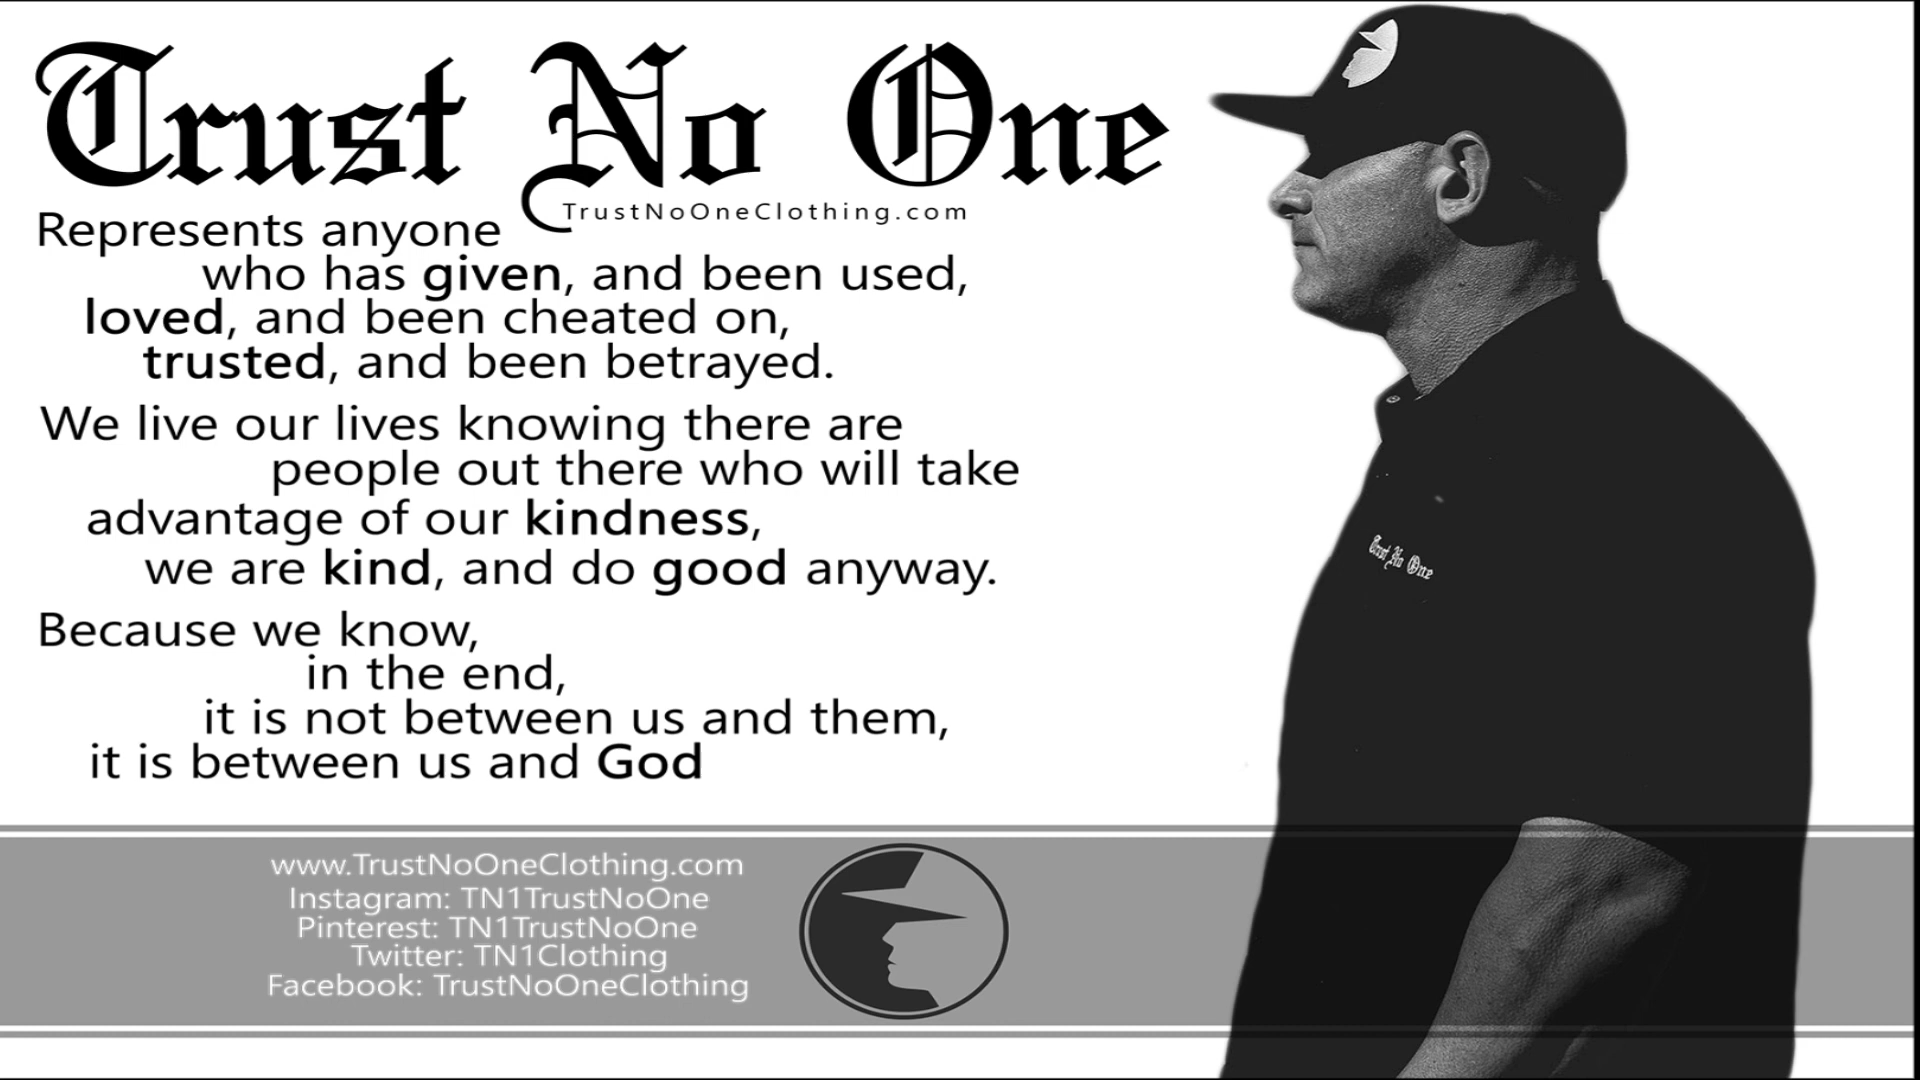 Trust No One
TrustNoOneClothing.com
Represents anyone
who has given, and been used,
loved, and been cheated on,
trusted, and been betrayed.
We live our lives knowing there are
people out there who will take
advantage of our kindness,
we are kind, and do good anyway.
Because we know,
in the end,
it is not between us and them,
it is between us and God
www.TrustNoOneClothing.com
Instagram: TN1TrustNoOne
Pinterest: TN1TrustNoOne
Twitter: TN1Clothing
Facebook: TrustNoOneClothing
Trust No One